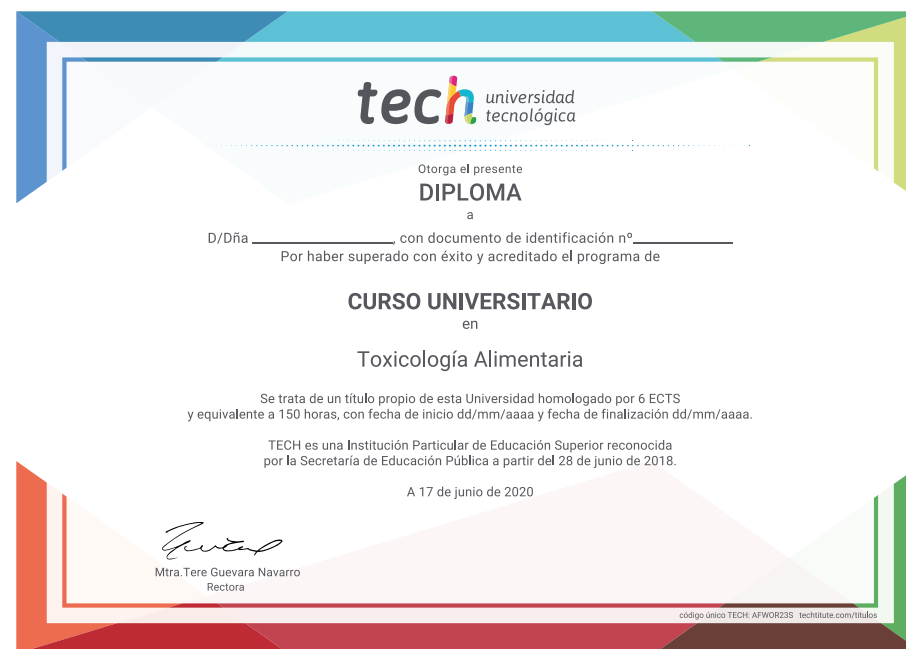 tech universidad
tecnológica
Otorga el presente
DIPLOMA
a
D/Dña ____________________, con documento de identificación nº______________
Por haber superado con éxito y acreditado el programa de
CURSO UNIVERSITARIO
en
Toxicología Alimentaria
Se trata de un título propio de esta Universidad homologado por 6 ECTS
y equivalente a 150 horas, con fecha de inicio dd/mm/aaaa y fecha de finalización dd/mm/aaaa.
TECH es una Institución Particular de Educación Superior reconocida
por la Secretaría de Educación Pública a partir del 28 de junio de 2018.
A 17 de junio de 2020
Mtra.Tere Guevara Navarro
Rectora
código único TECH: AFWOR23S techtitute.com/titulos